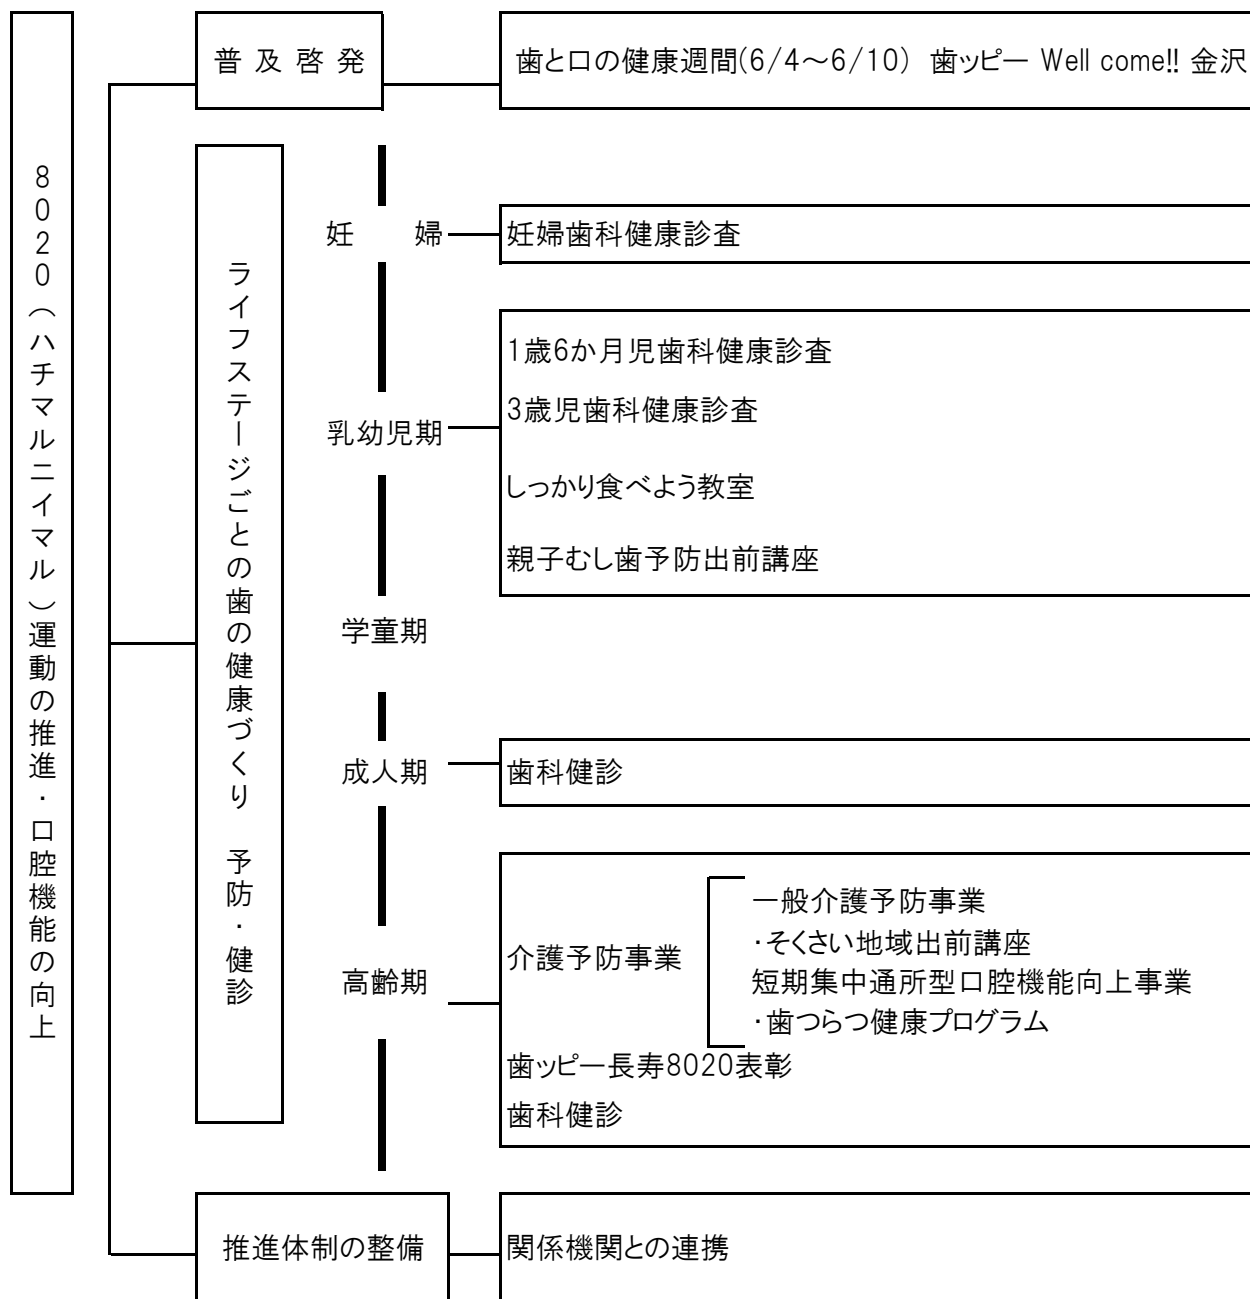 8020（ハチマルニイマル）運動の推進・口腔機能の向上
普及啓発
歯と口の健康週間(6/4～6/10) 歯ッピー Well come!! 金沢
ライフステージごとの歯の健康づくり 予防・健診
妊 婦
妊婦歯科健康診査
乳幼児期
1歳6か月児歯科健康診査
3歳児歯科健康診査
しっかり食べよう教室
親子むし歯予防出前講座
学童期
成人期
歯科健診
高齢期
介護予防事業
一般介護予防事業
・そくさい地域出前講座
短期集中通所型口腔機能向上事業
・歯つらつ健康プログラム
歯ッピー長寿8020表彰
歯科健診
推進体制の整備
関係機関との連携